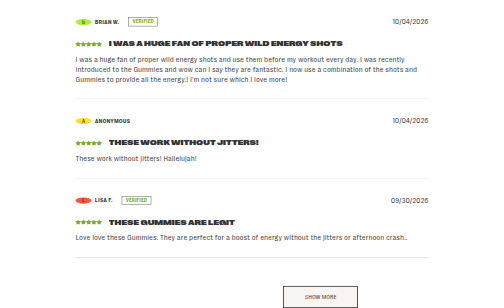 BRIAN W. VERIFIED 10/04/2026
I WAS A HUGE FAN OF PROPER WILD ENERGY SHOTS
I was a huge fan of proper wild energy shots and use them before my workout every day. I was recently
introduced to the Gummies and wow can I say they are fantastic. I now use a combination of the shots and
Gummies to provide all the energy.! I'm not sure which I love more!
A ANONYMOUS 10/04/2026
THESE WORK WITHOUT JITTERS!
These work without jitters! Hallelujah!
LISA F. VERIFIED 09/30/2026
THESE GUMMIES ARE LEGIT
Love love these Gummies. They are perfect for a boost of energy without the jitters or afternoon crash..
SHOW MORE